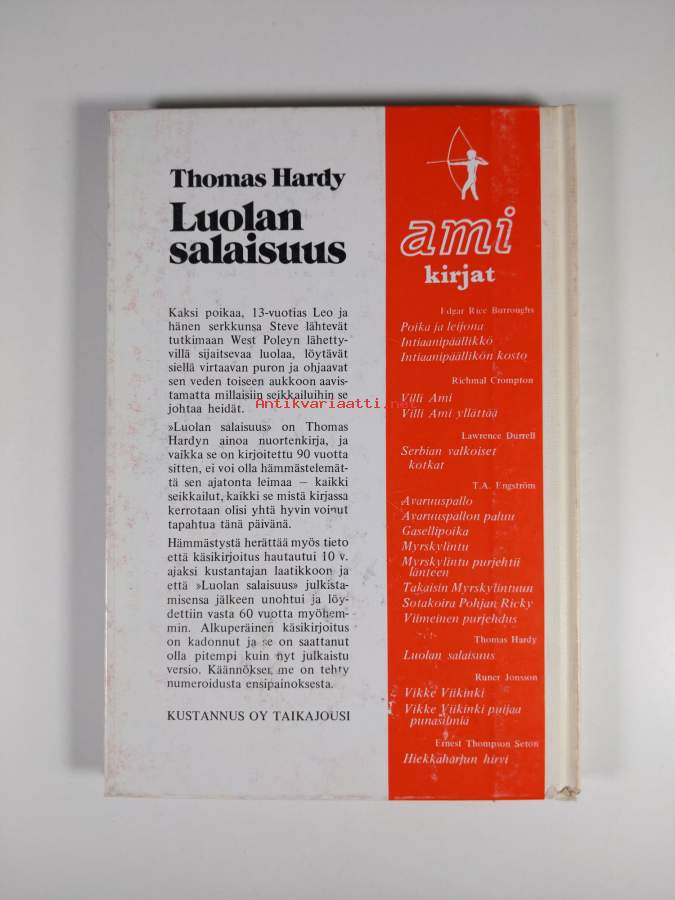 Thomas Hardy
Luolan
salaisuus
Kaksi poikaa, 13-vuotias Leo ja
hänen serkkunsa Steve lähtevät
tutkimaan West Poleyn lähetty-
villä sijaitsevaa luolaa, löytävät
siellä virtaavan puron ja ohjaavat
sen veden toiseen aukkoon aavis-
tamatta millaisiin seikkailuihin se
johtaa heidät.
»Luolan salaisuus» on Thomas
Hardyn ainoa nuortenkirja, ja
vaikka se on kirjoitettu 90 vuotta
sitten, ei voi olla hämmästelemät-
tä sen ajatonta leimaa — kaikki
seikkailut, kaikki se mistä kirjassa
kerrotaan olisi yhtä hyvin voinut
tapahtua tänä päivänä.
Hämmästystä herättää myös tieto
että käsikirjoitus hautautui 10 v.
ajaksi kustantajan laatikkoon ja
että »Luolan salaisuus» julkista-
misensa jälkeen unohtui ja löy-
dettiin vasta 60 vuotta myöhem-
min. Alkuperäinen käsikirjoitus
on kadonnut ja se on saattanut
olla pitempi kuin nyt julkaistu
versio. Käännöksemme on tehty
numeroidusta ensipainoksesta.
KUSTANNUS OY TAIKAJOUSI
ami
kirjat
Edgar Rice Burroughs
Poika ja leijona
Intiaanipäällikkö
Intiaanipäällikön kosto
Richmal Crompton
Villi Ami
Villi Ami yllättää
Lawrence Durrell
Serbian valkoiset
kotkat
T.A. Engström
Avaruuspallo
Avaruuspallon paluu
Gasellipoika
Myrskylintu
Myrskylintu purjehtii
länteen
Takaisin Myrskylintuun
Sotakoira Pohjan Ricky
Viimeinen purjehdus
Thomas Hardy
Luolan salaisuus
Runer Jonsson
Vikke Viikinki
Vikke Viikinki puijaa
punasilmiä
Ernest Thompson Seton
Hiekkaharjun hirvi
Antikvariaatti.net